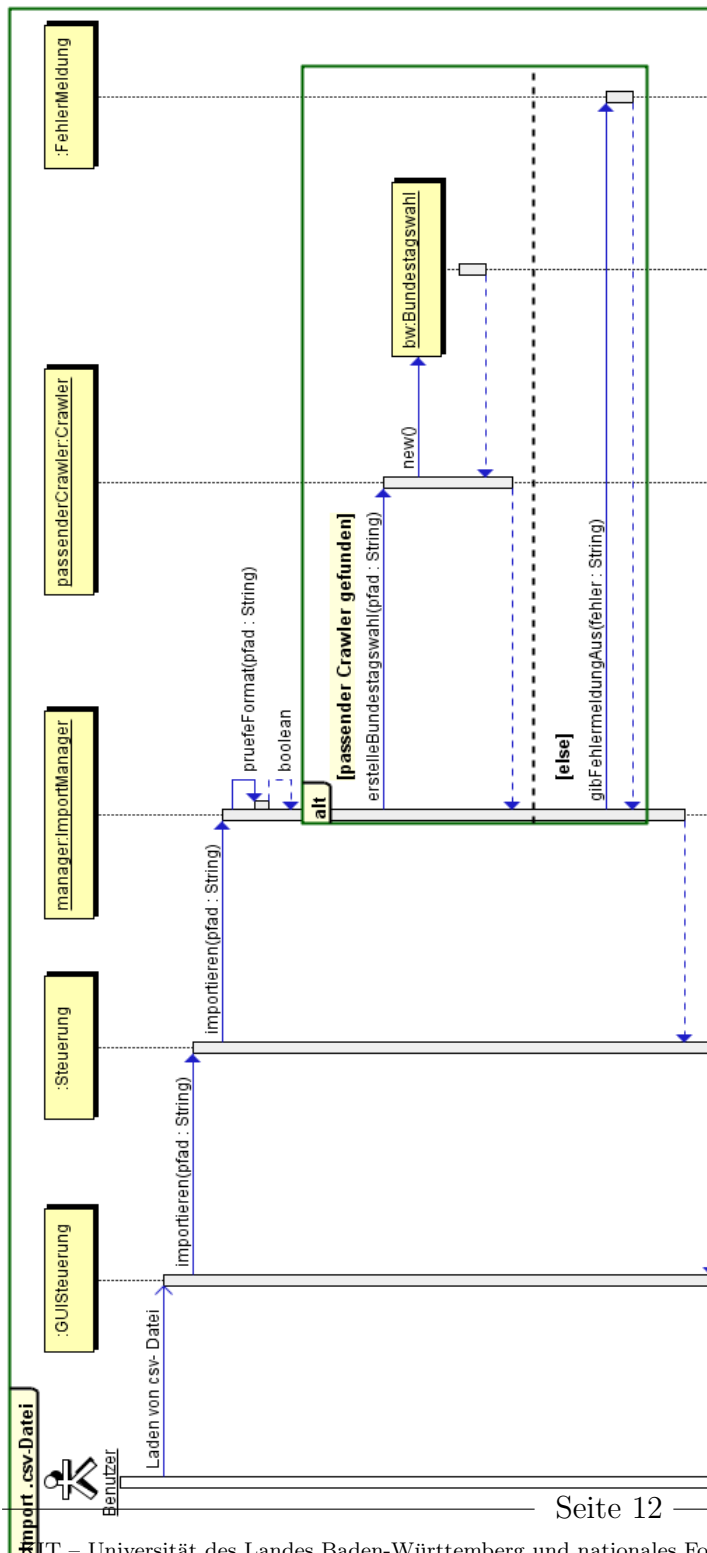 Import .csv-Datei
Benutzer
:GUISteuerung
:Steuerung
manager:ImportManager
passenderCrawler:Crawler
:FehlerMeldung
Laden von csv- Datei
importieren(pfad : String)
importieren(pfad : String)
pruefeFormat(pfad : String)
boolean
alt
[passender Crawler gefunden]
erstelleBundestagswahl(pfad : String)
new()
bw:Bundestagswahl
[else]
gibFehlermeldungAus(fehler : String)
Seite 12
– Universität des Landes Baden-Württemberg und nationales